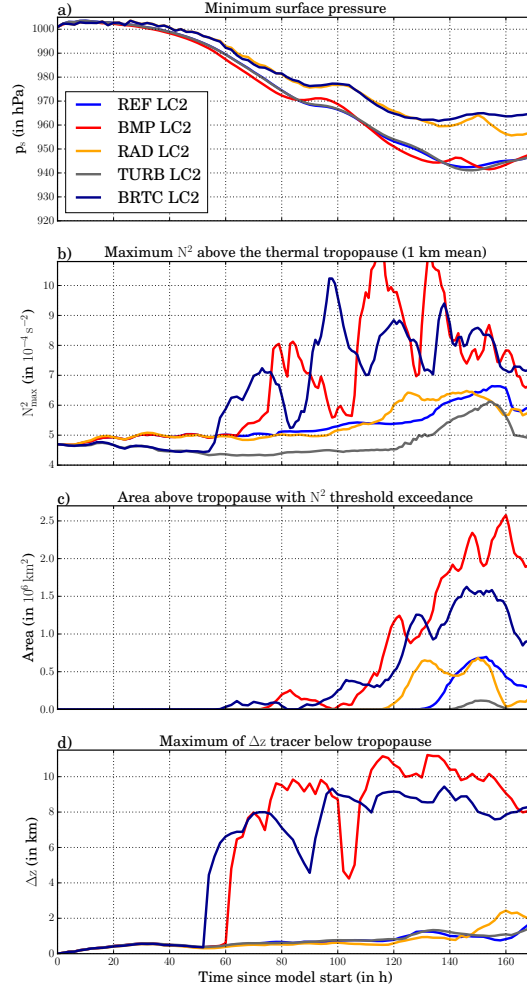 a) Minimum surface pressure
1000
990
980
970
960
950
940
930
920
pₛ (in hPa)
REF LC2
BMP LC2
RAD LC2
TURB LC2
BRTC LC2
b) Maximum N² above the thermal tropopause (1 km mean)
10
9
8
7
6
5
4
N²max (in 10⁻⁴ s⁻²)
c) Area above tropopause with N² threshold exceedance
2.5
2.0
1.5
1.0
0.5
0.0
Area (in 10⁶ km²)
d) Maximum of Δz tracer below tropopause
10
8
6
4
2
0
Δz (in km)
0 20 40 60 80 100 120 140 160
Time since model start (in h)